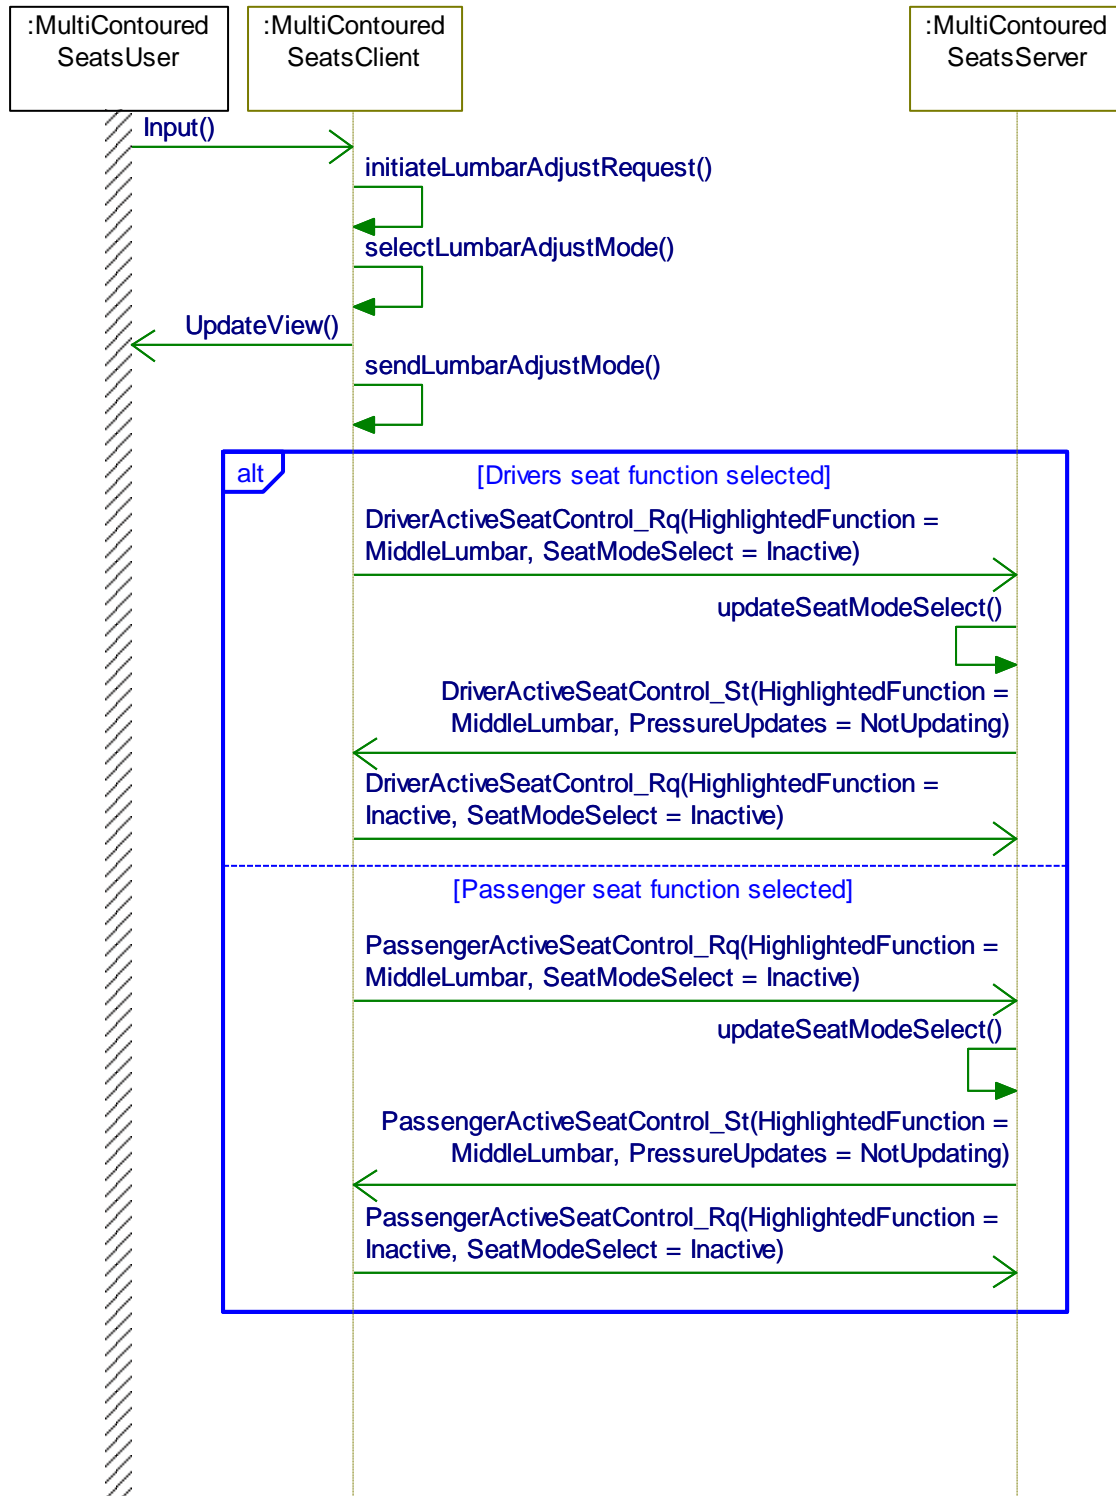 :MultiContoured
SeatsUser
:MultiContoured
SeatsClient
:MultiContoured
SeatsServer
Input()
initiateLumbarAdjustRequest()
selectLumbarAdjustMode()
UpdateView()
sendLumbarAdjustMode()
alt
[Drivers seat function selected]
DriverActiveSeatControl_Rq(HighlightedFunction =
MiddleLumbar, SeatModeSelect = Inactive)
updateSeatModeSelect()
DriverActiveSeatControl_St(HighlightedFunction =
MiddleLumbar, PressureUpdates = NotUpdating)
DriverActiveSeatControl_Rq(HighlightedFunction =
Inactive, SeatModeSelect = Inactive)
[Passenger seat function selected]
PassengerActiveSeatControl_Rq(HighlightedFunction =
MiddleLumbar, SeatModeSelect = Inactive)
updateSeatModeSelect()
PassengerActiveSeatControl_St(HighlightedFunction =
MiddleLumbar, PressureUpdates = NotUpdating)
PassengerActiveSeatControl_Rq(HighlightedFunction =
Inactive, SeatModeSelect = Inactive)